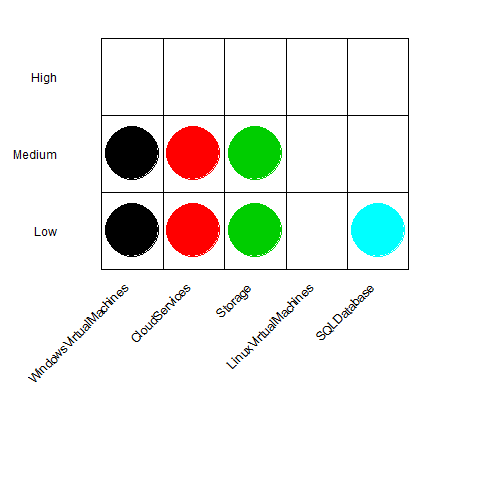 High
Medium
Low
WindowsVirtualMachines
CloudServices
Storage
LinuxVirtualMachines
SQLDatabase